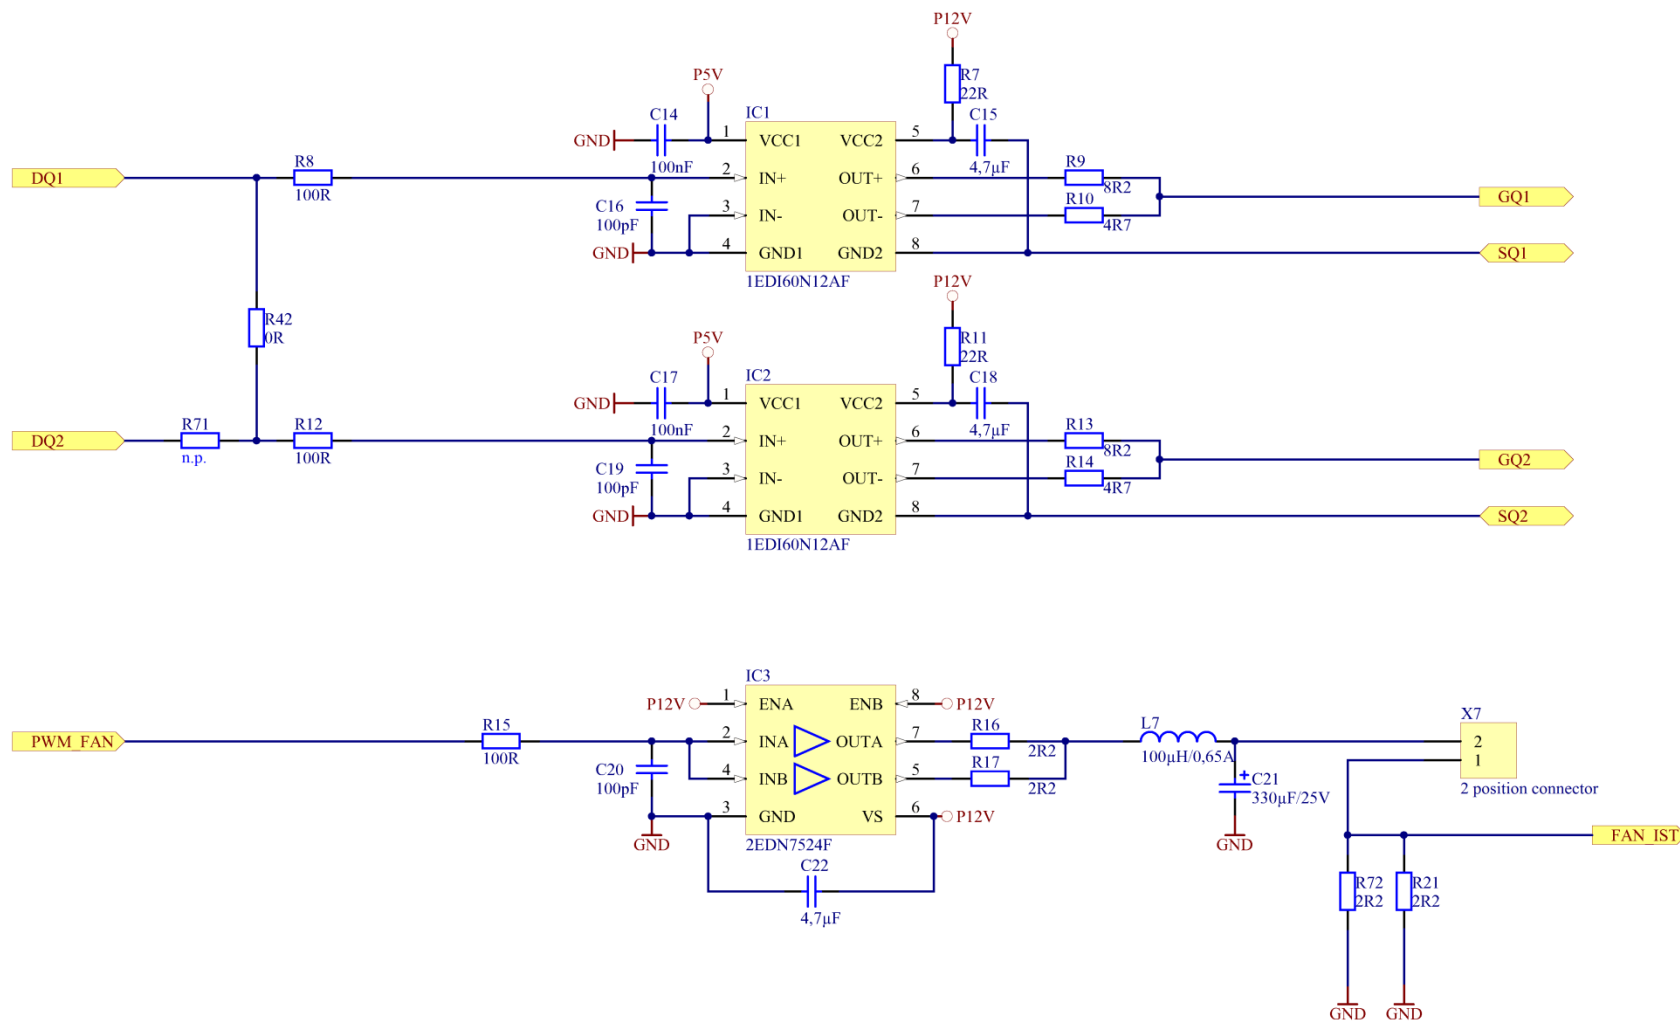 P12V
R7
22R
P5V
C14
GND
100nF
IC1
1 VCC1 VCC2 5
2 IN+ OUT+ 6
3 IN- OUT- 7
4 GND1 GND2 8
1EDI60N12AF
C15
4,7µF
DQ1
R8
100R
C16
100pF
GND
R9
8R2
R10
4R7
GQ1
SQ1
R42
0R
P12V
R11
22R
P5V
C17
GND
100nF
IC2
1 VCC1 VCC2 5
2 IN+ OUT+ 6
3 IN- OUT- 7
4 GND1 GND2 8
1EDI60N12AF
C18
4,7µF
DQ2
R71
n.p.
R12
100R
C19
100pF
GND
R13
8R2
R14
4R7
GQ2
SQ2
IC3
P12V 1 ENA ENB 8 P12V
2 INA OUTA 7
4 INB OUTB 5
3 GND VS 6 P12V
2EDN7524F
PWM_FAN
R15
100R
C20
100pF
GND
C22
4,7µF
R16
2R2
R17
2R2
L7
100µH/0,65A
+
C21
330µF/25V
GND
X7
2
1
2 position connector
FAN_IST
R72
2R2
R21
2R2
GND
GND